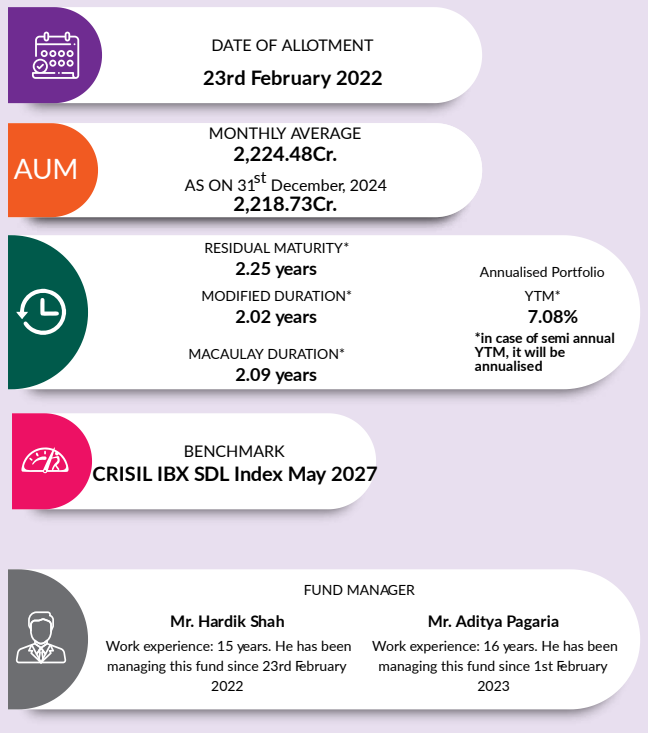 DATE OF ALLOTMENT
23rd February 2022
AUM
MONTHLY AVERAGE
2,224.48Cr.
AS ON 31st December, 2024
2,218.73Cr.
RESIDUAL MATURITY*
2.25 years
MODIFIED DURATION*
2.02 years
MACAULAY DURATION*
2.09 years
Annualised Portfolio
YTM*
7.08%
*in case of semi annual
YTM, it will be
annualised
BENCHMARK
CRISIL IBX SDL Index May 2027
FUND MANAGER
Mr. Hardik Shah
Work experience: 15 years. He has been
managing this fund since 23rd February
2022
Mr. Aditya Pagaria
Work experience: 16 years. He has been
managing this fund since 1st February
2023